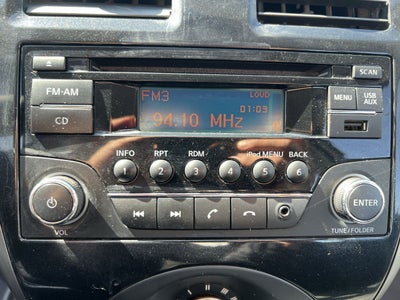 SCAN
FM·AM
CD
FM3
LOUD
01:09
94.10 MHz
MENU
USB
AUX
INFO
RPT
RDM
iPod MENU
BACK
1
2
3
4
5
6
VOL
ENTER
TUNE/FOLDER